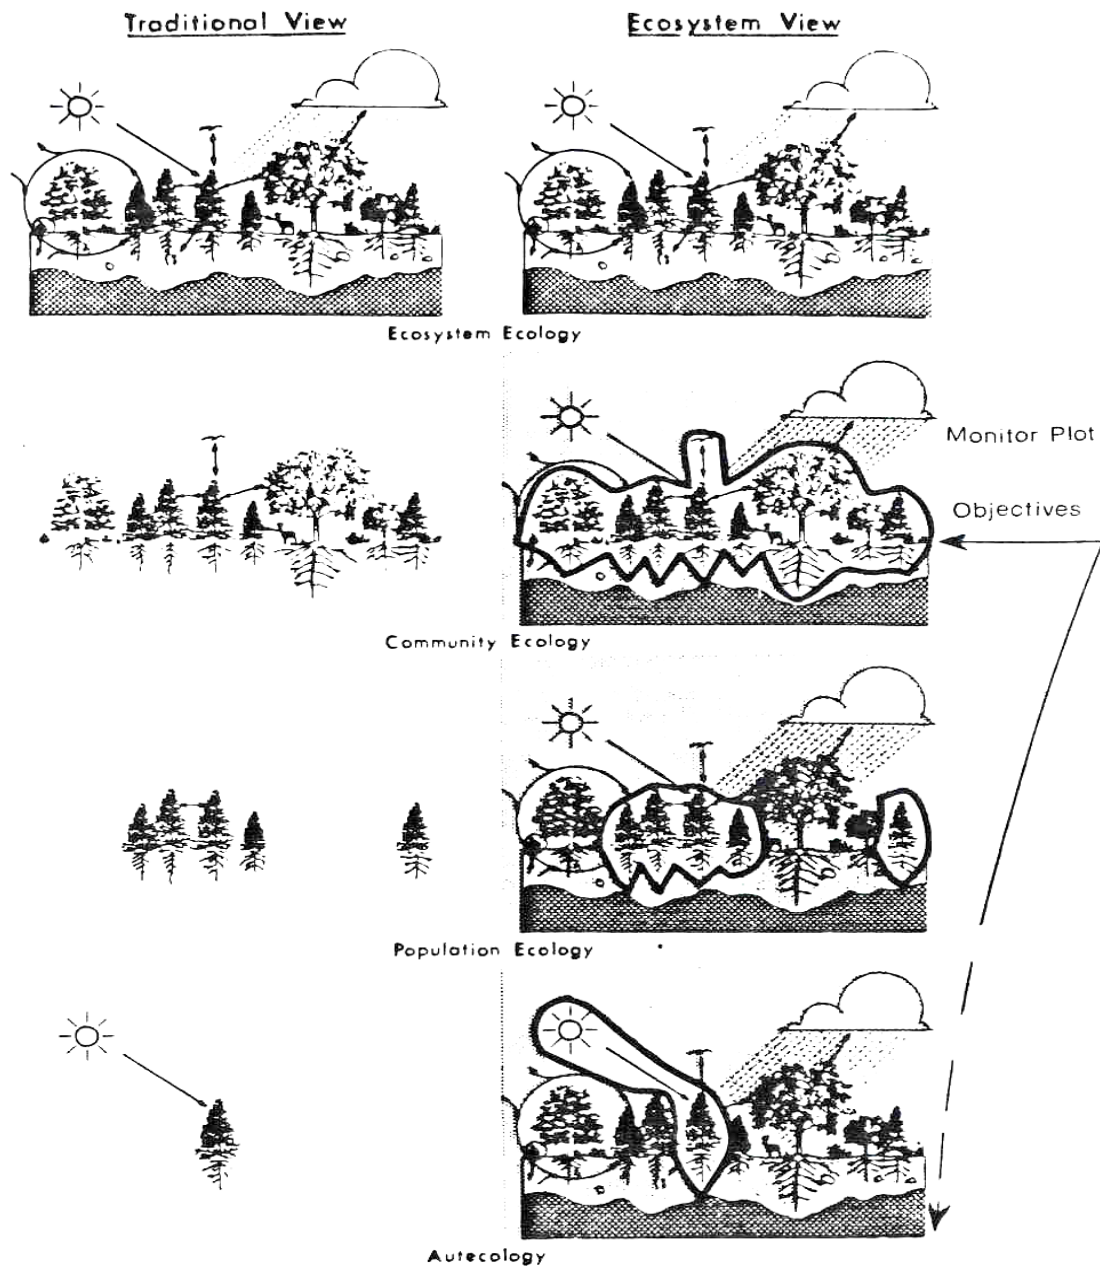 Traditional View
Ecosystem View
Ecosystem Ecology
Monitor Plot
Objectives
Community Ecology
Population Ecology
Autecology